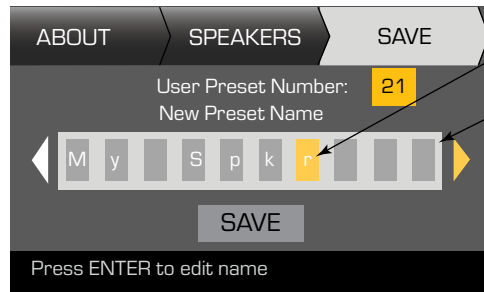 ABOUT SPEAKERS SAVE
User Preset Number: 21
New Preset Name
M y S p k r
SAVE
Press ENTER to edit name